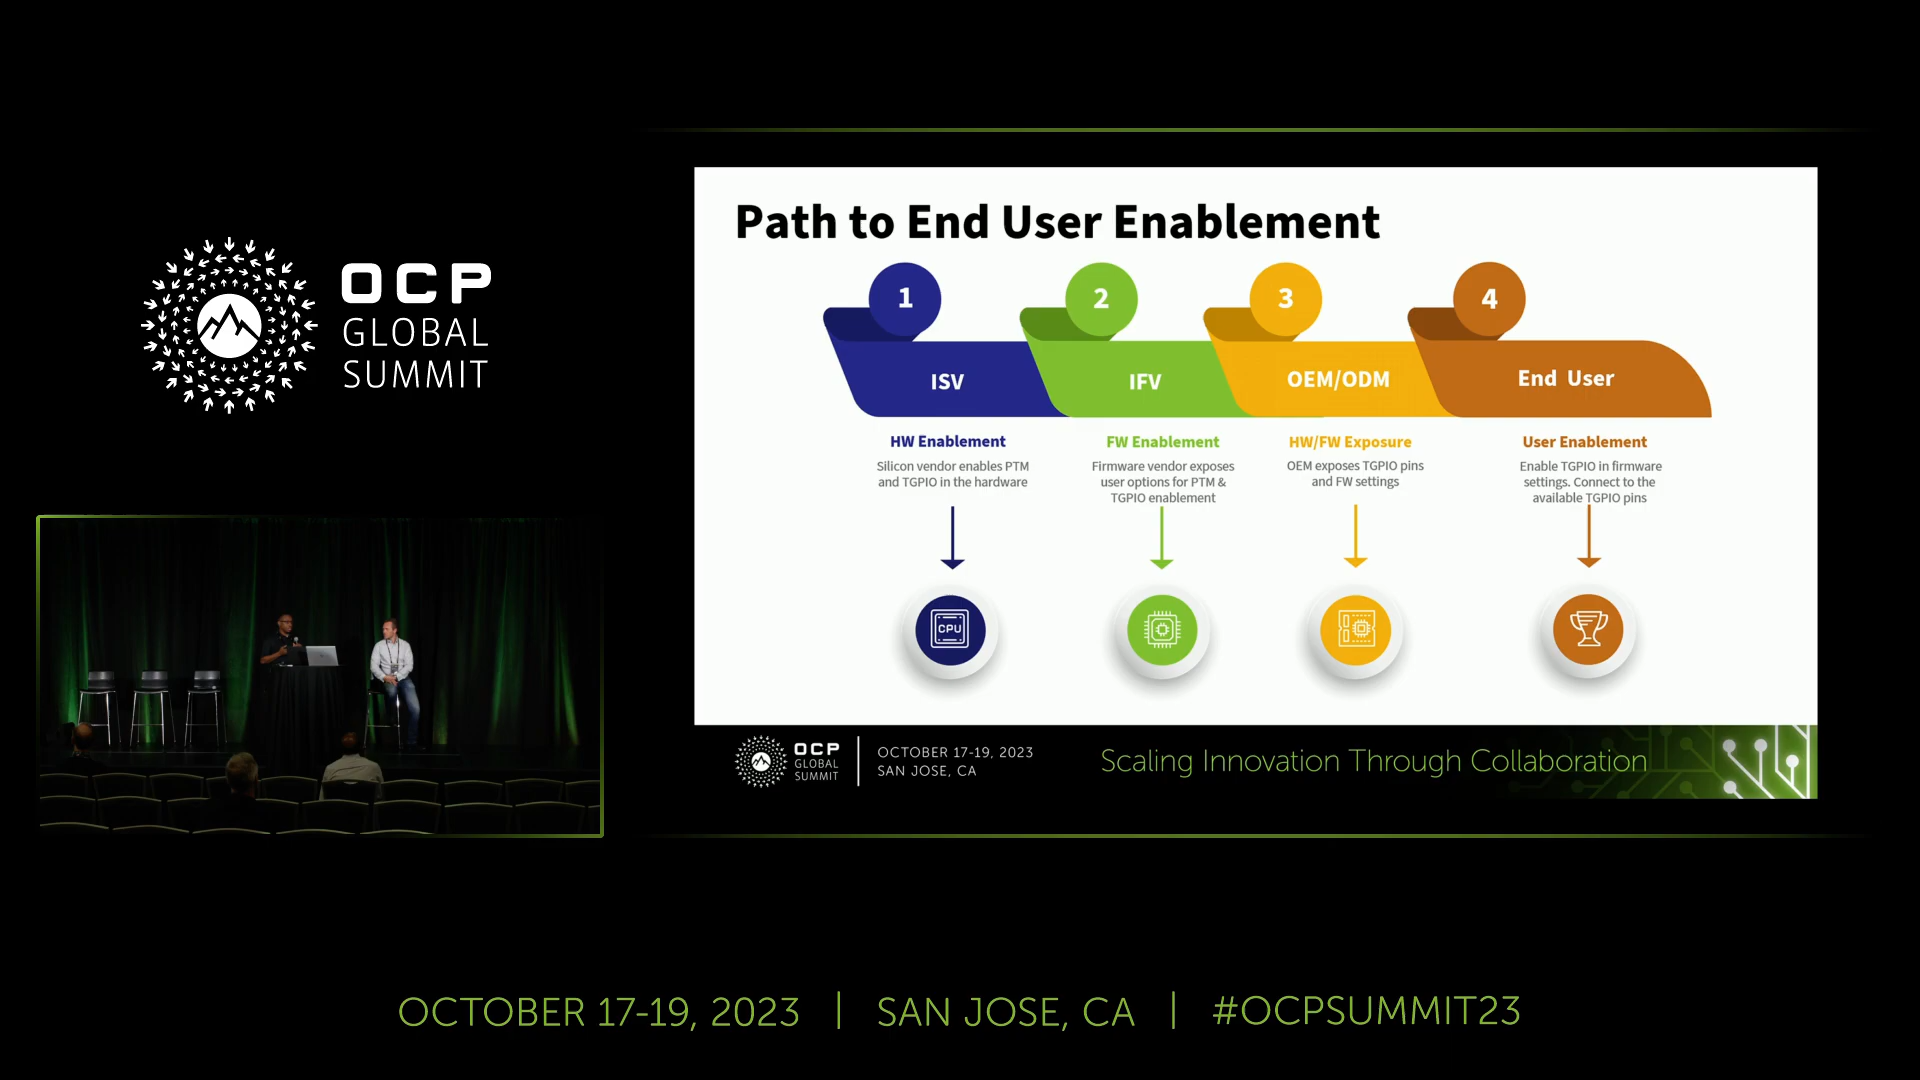 OCP
GLOBAL
SUMMIT
Path to End User Enablement
1
2
3
4
ISV
IFV
OEM/ODM
End User
HW Enablement
Silicon vendor enables PTM
and TGPIO in the hardware
FW Enablement
Firmware vendor exposes
user options for PTM &
TGPIO enablement
HW/FW Exposure
OEM exposes TGPIO pins
and FW settings
User Enablement
Enable TGPIO in firmware
settings. Connect to the
available TGPIO pins
CPU
OCP
GLOBAL
SUMMIT
OCTOBER 17-19, 2023
SAN JOSE, CA
Scaling Innovation Through Collaboration
OCTOBER 17-19, 2023 | SAN JOSE, CA | #OCPSUMMIT23